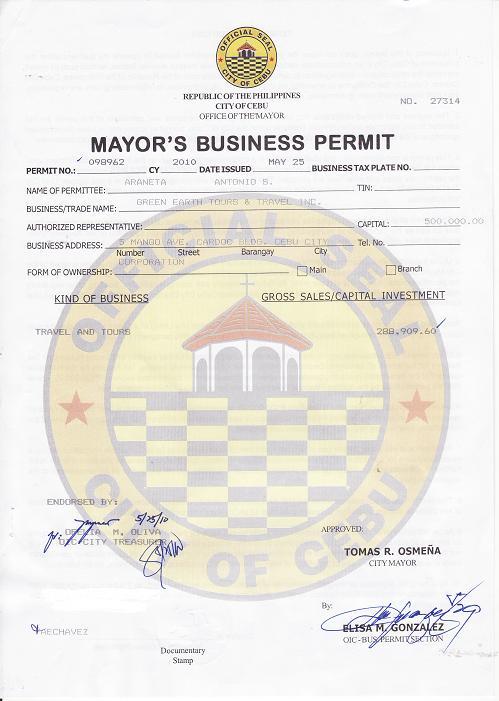 OFFICIAL SEAL
CITY OF CEBU
REPUBLIC OF THE PHILIPPINES
CITY OF CEBU
OFFICE OF THE MAYOR
NO. 27314
MAYOR'S BUSINESS PERMIT
PERMIT NO.: 098962 CY 2010 DATE ISSUED MAY 25 BUSINESS TAX PLATE NO.
NAME OF PERMITTEE: ARANETA ANTONIO S. TIN:
BUSINESS/TRADE NAME: GREEN EARTH TOURS & TRAVEL INC.
AUTHORIZED REPRESENTATIVE: CAPITAL: 500.000.00
BUSINESS ADDRESS: 5 MANGO AVE. CARDOC BLDG. CEBU CITY Tel. No.
Number Street Barangay City
FORM OF OWNERSHIP: CORPORATION Main Branch
KIND OF BUSINESS GROSS SALES/CAPITAL INVESTMENT
TRAVEL AND TOURS 288,909.60
OFFICIAL SEAL
CITY OF CEBU
ENDORSED BY:
5/25/10
OFELIA M. OLIVA
OIC-CITY TREASURER
APPROVED:
TOMAS R. OSMEÑA
CITY MAYOR
By:
ELISA M. GONZALEZ
OIC - BUS. PERMIT SECTION
MECHAVEZ
Documentary
Stamp